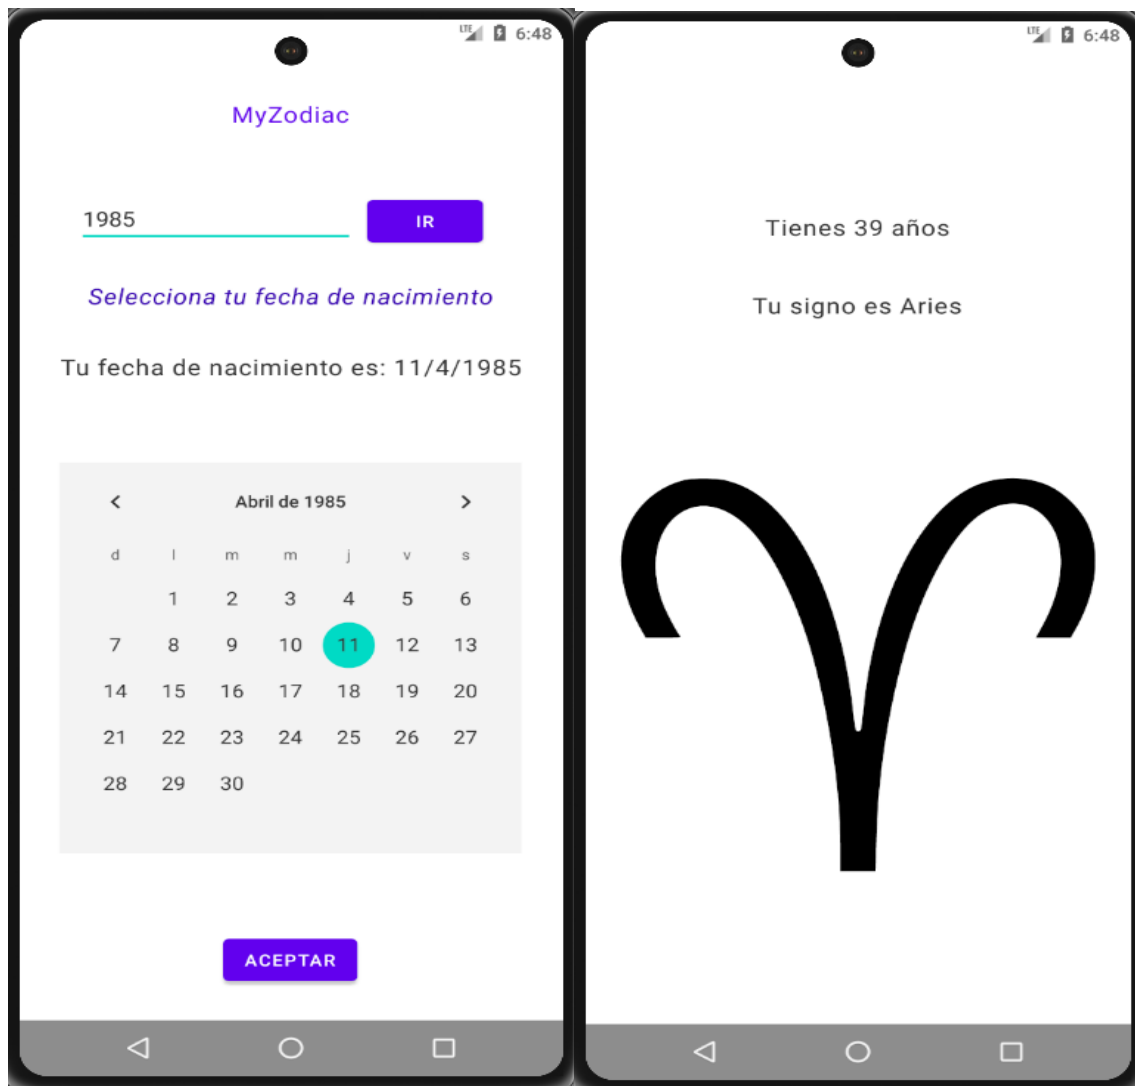 LTE 6:48
MyZodiac
1985 IR
Selecciona tu fecha de nacimiento
Tu fecha de nacimiento es: 11/4/1985
Abril de 1985
d l m m j v s
1 2 3 4 5 6
7 8 9 10 11 12 13
14 15 16 17 18 19 20
21 22 23 24 25 26 27
28 29 30
ACEPTAR
LTE 6:48
Tienes 39 años
Tu signo es Aries